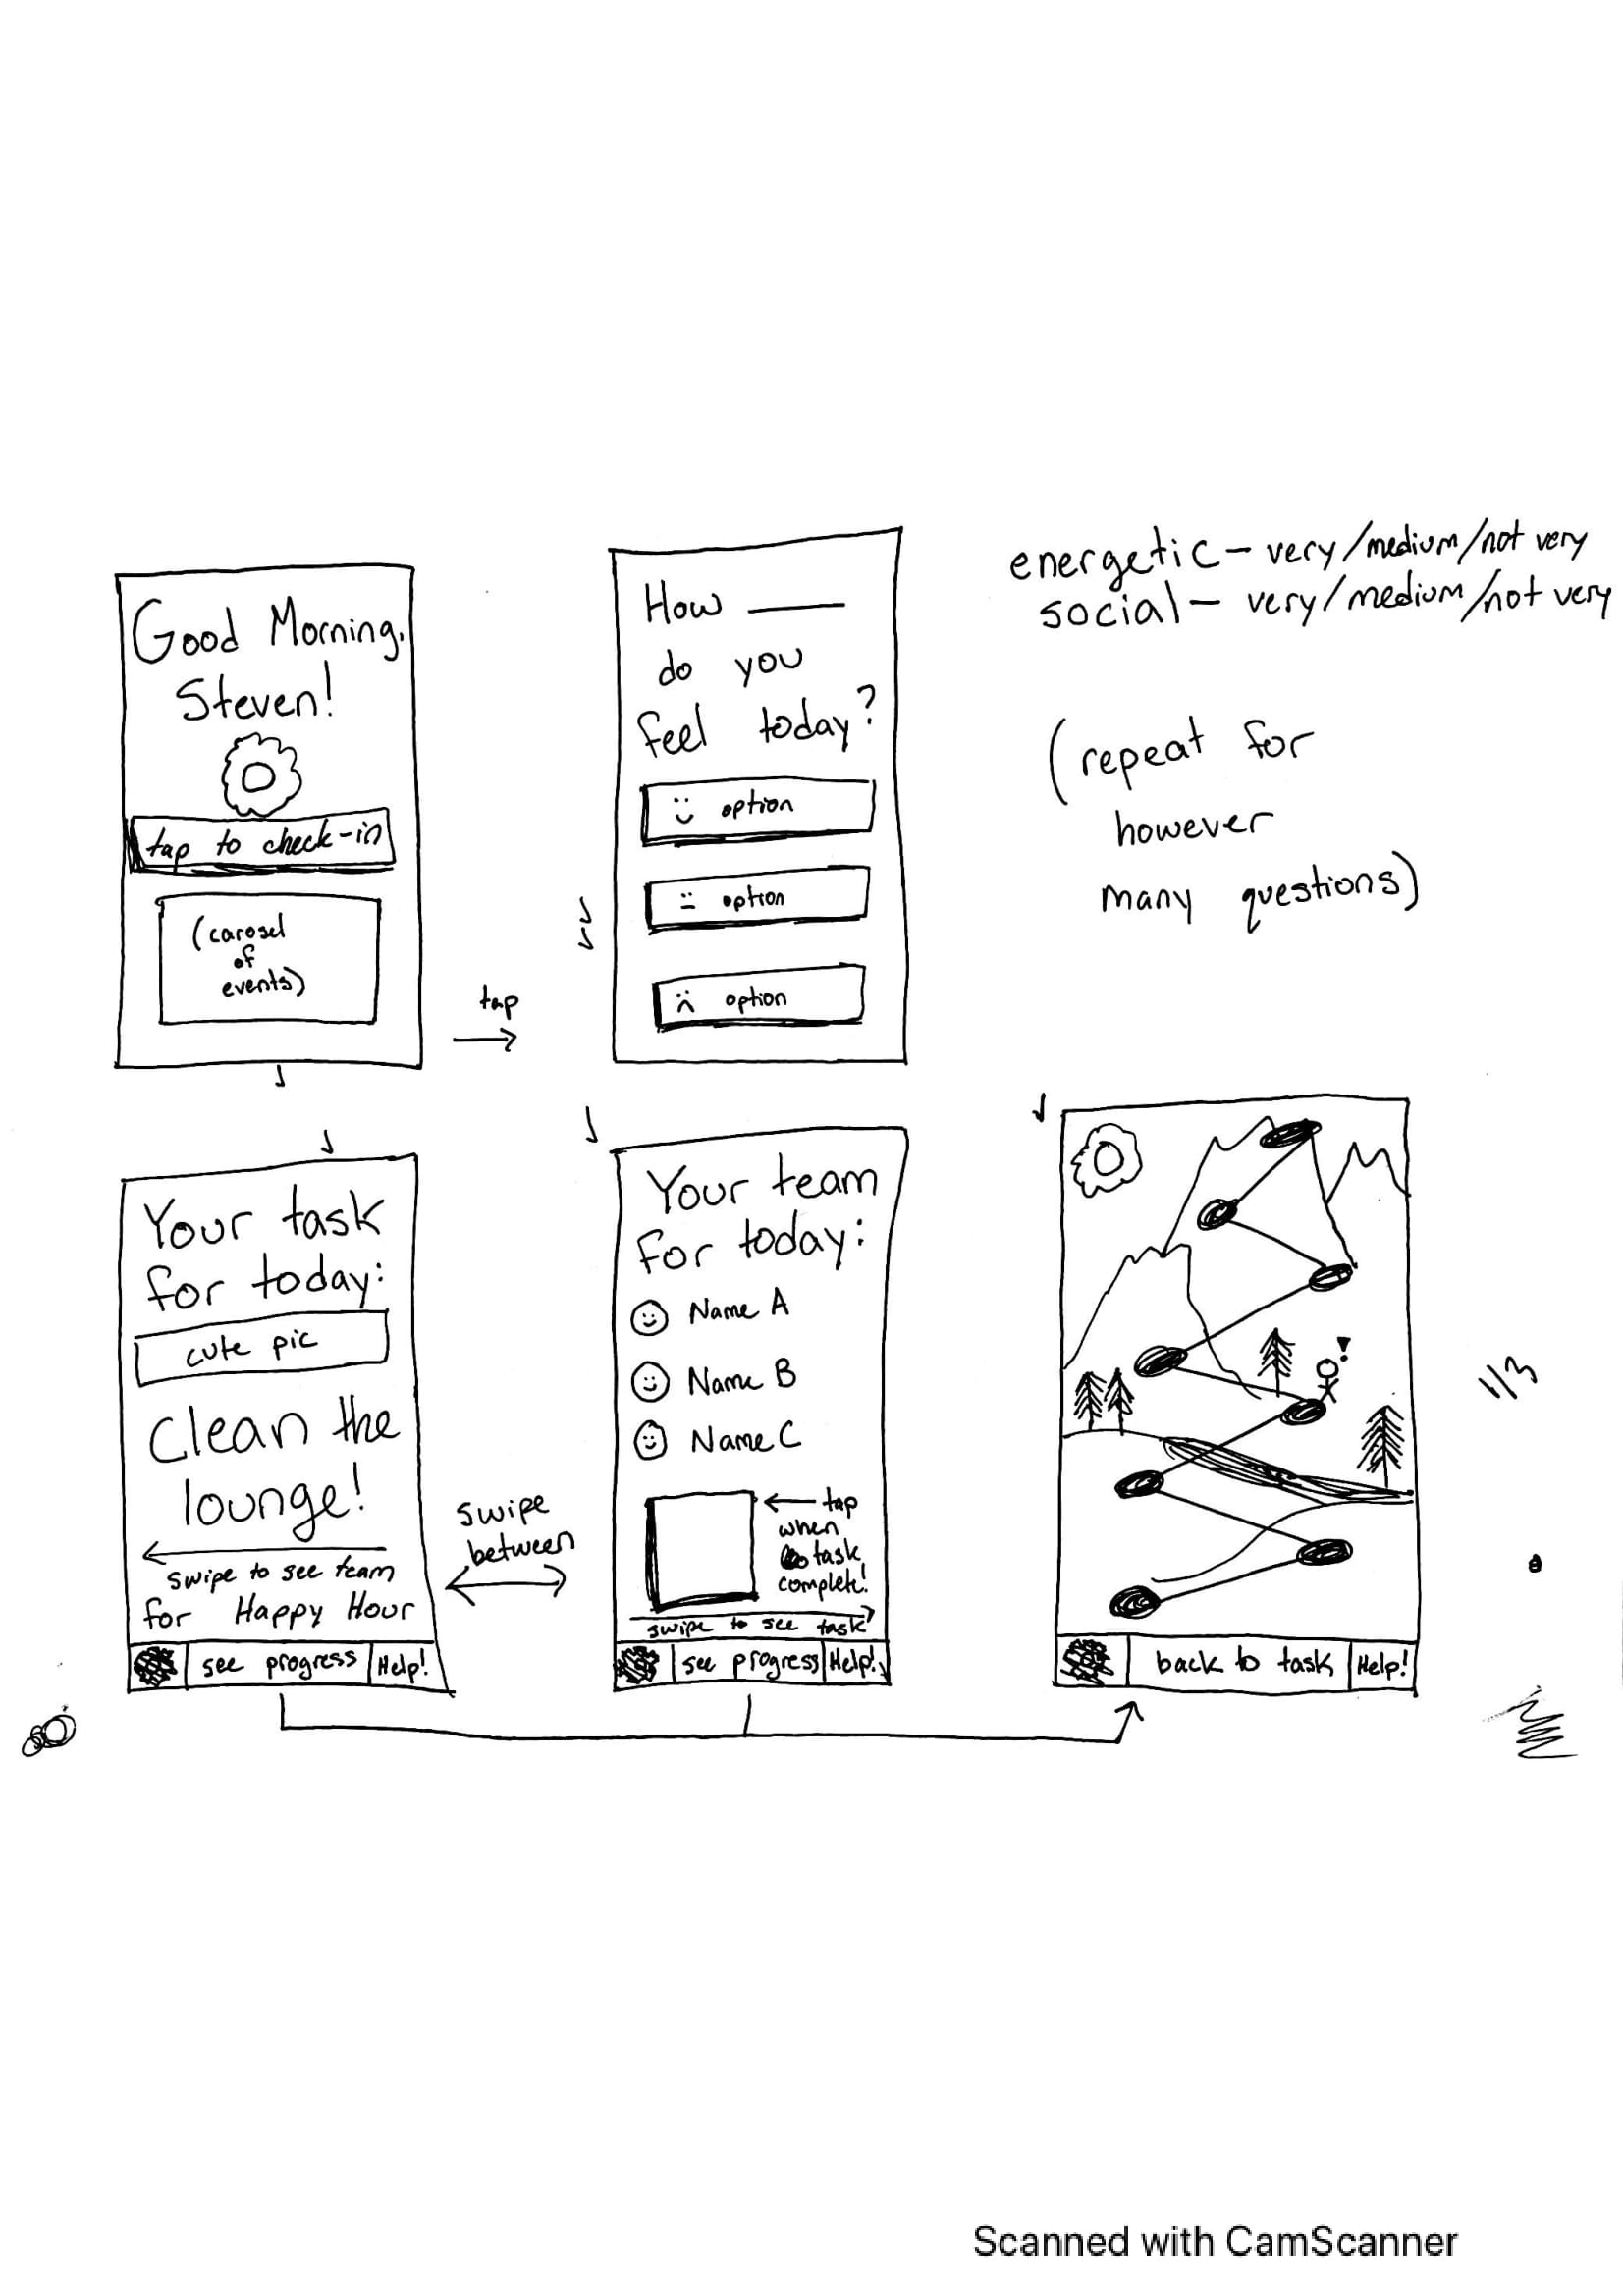 Good Morning,
Steven!
tap to check-in
(carosel
of
events)
tap
How ____
do you
feel today?
option
option
option
energetic - very/medium/not very
social - very/medium/not very
(repeat for
however
many questions)
Your task
for today:
cute pic
Clean the
lounge!
swipe to see team
for Happy Hour
see progress
Help!
swipe
between
Your team
for today:
Name A
Name B
Name C
tap
when
task
complete!
swipe to see task
see progress
Help!
!
back to task
Help!
Scanned with CamScanner